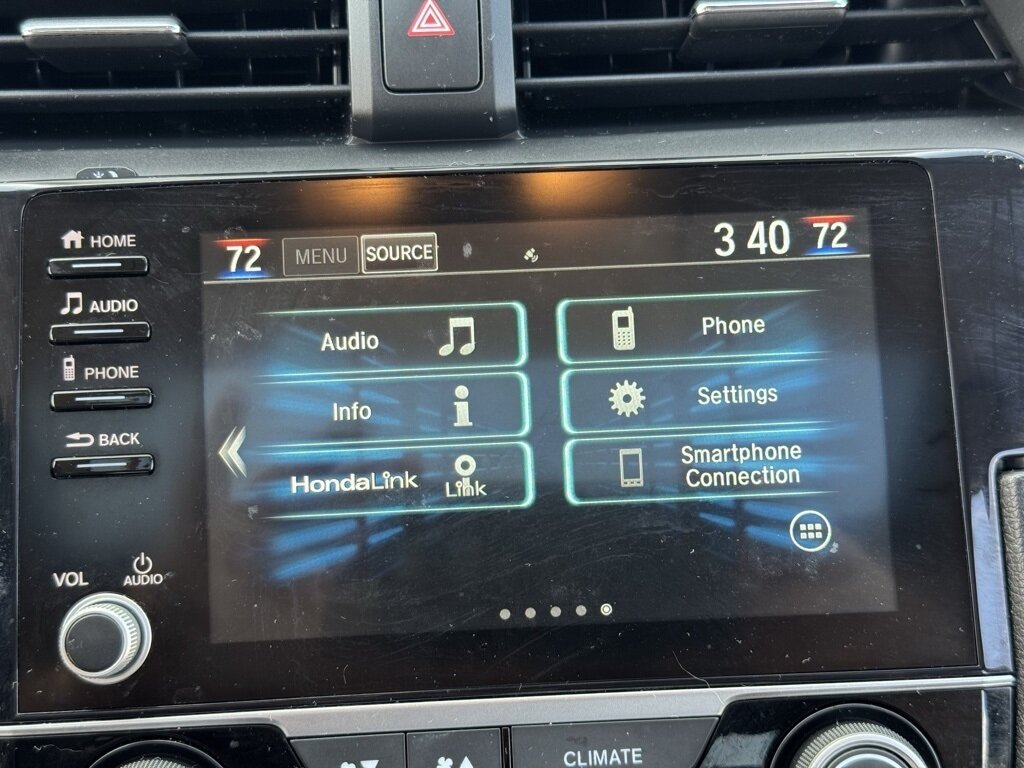 HOME
AUDIO
PHONE
BACK
VOL
AUDIO
72 MENU SOURCE 3 40 72
Audio
Phone
Info
Settings
HondaLink
Link
Smartphone
Connection
CLIMATE